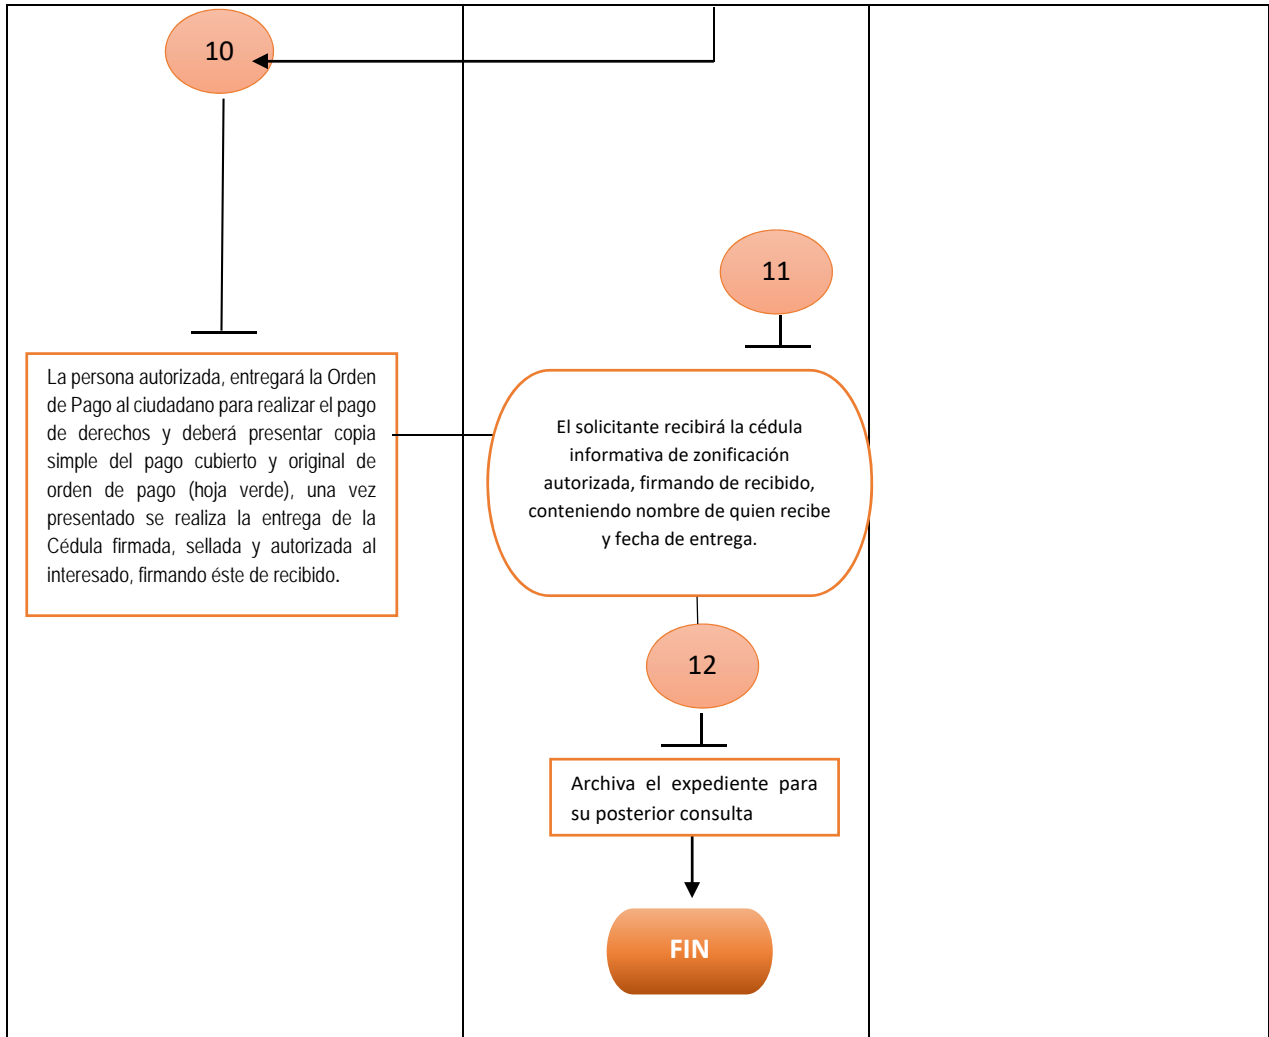 10
11
La persona autorizada, entregará la Orden
de Pago al ciudadano para realizar el pago
de derechos y deberá presentar copia
simple del pago cubierto y original de
orden de pago (hoja verde), una vez
presentado se realiza la entrega de la
Cédula firmada, sellada y autorizada al
interesado, firmando éste de recibido.
El solicitante recibirá la cédula
informativa de zonificación
autorizada, firmando de recibido,
conteniendo nombre de quien recibe
y fecha de entrega.
12
Archiva el expediente para
su posterior consulta
FIN